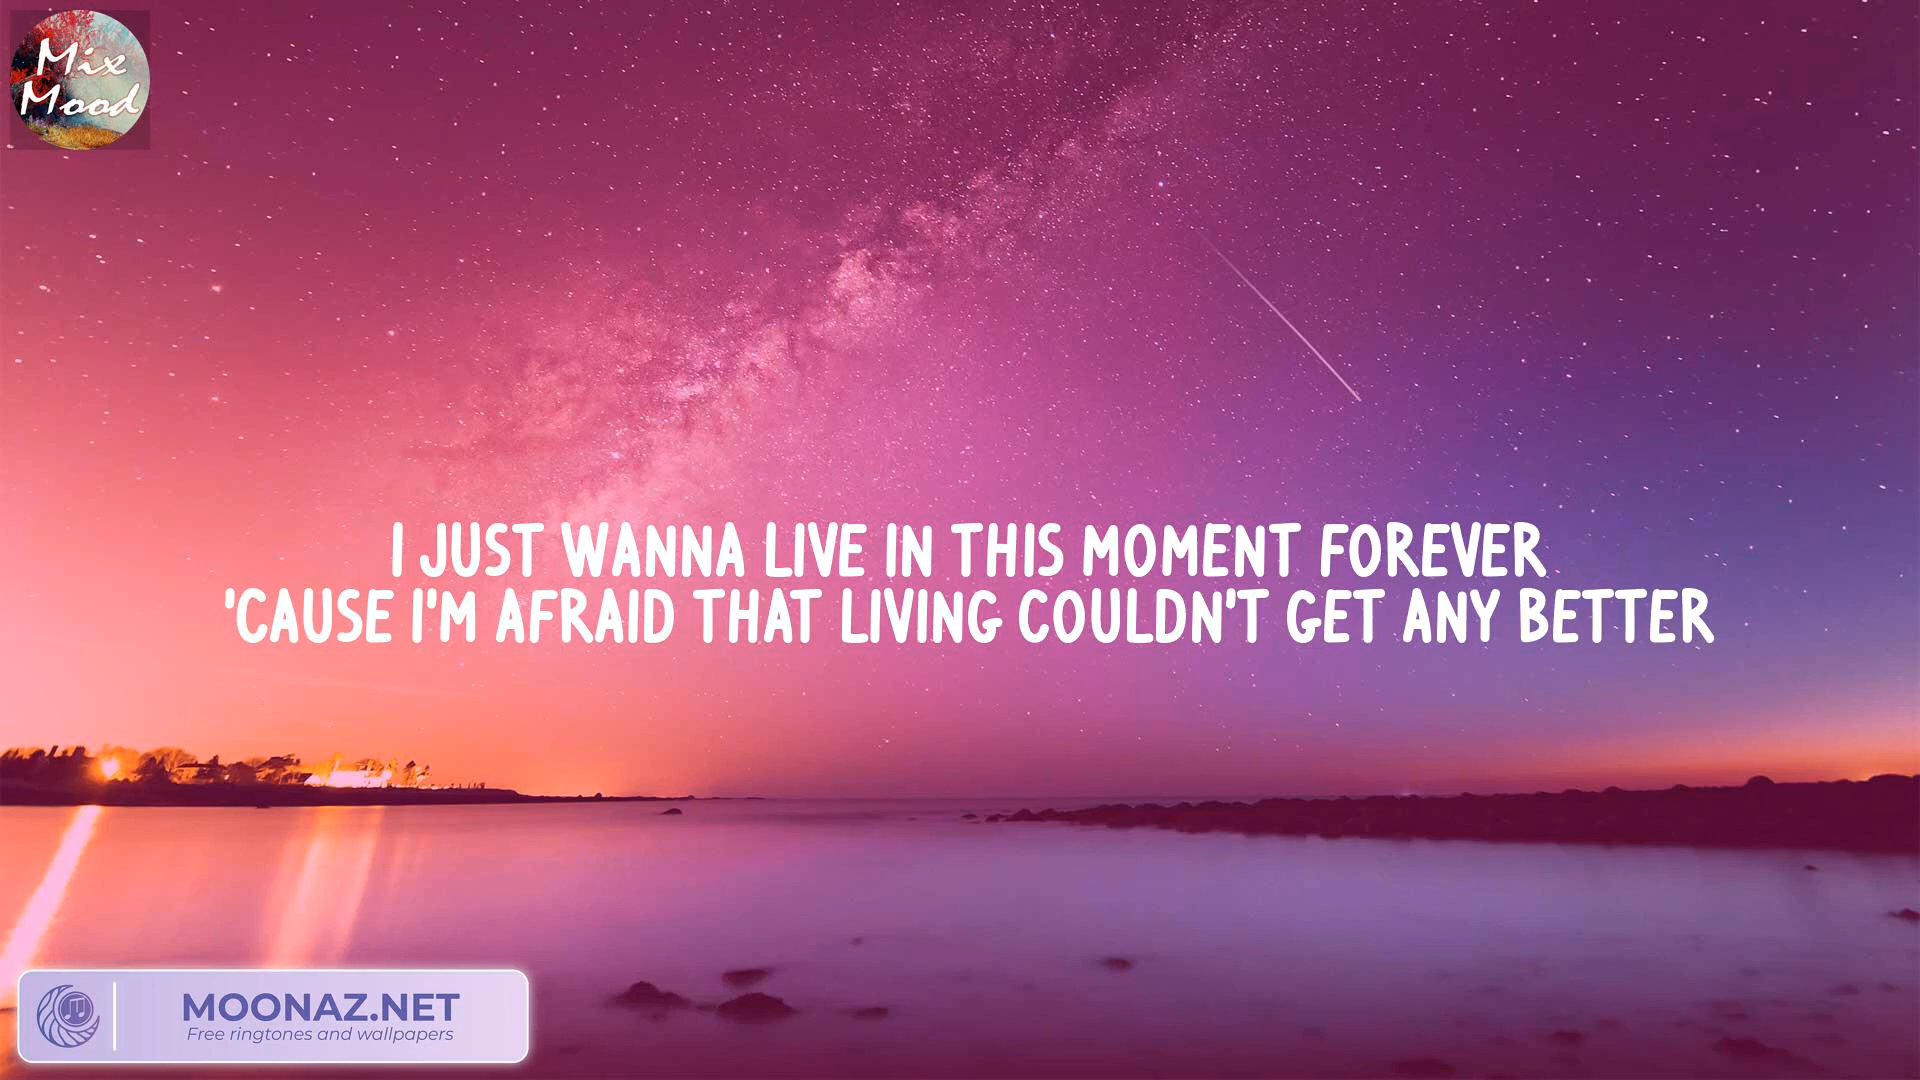 Mix
Mood
I JUST WANNA LIVE IN THIS MOMENT FOREVER
'CAUSE I'M AFRAID THAT LIVING COULDN'T GET ANY BETTER
MOONAZ.NET
Free ringtones and wallpapers